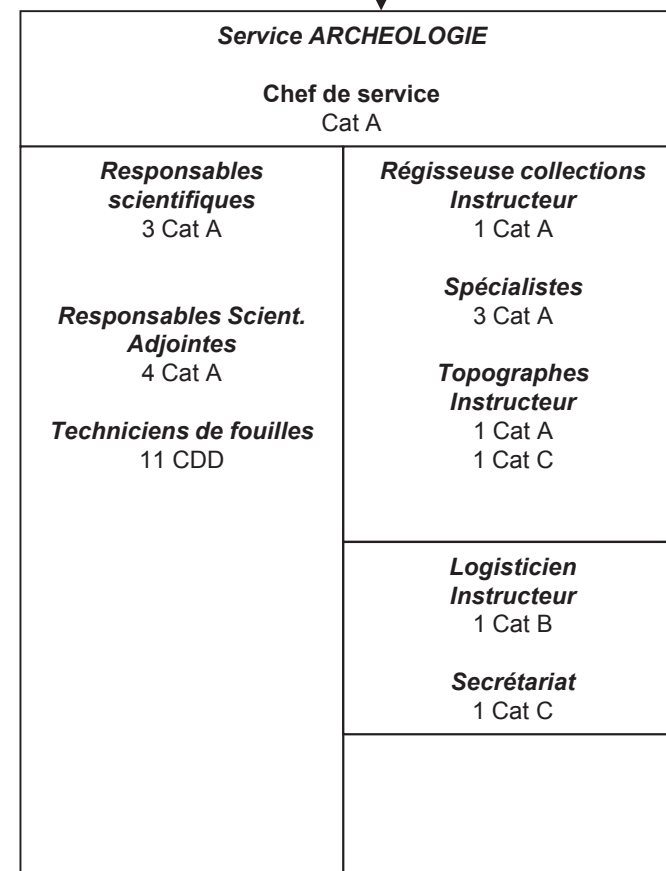 Service ARCHEOLOGIE
Chef de service
Cat A
Responsables
scientifiques
3 Cat A
Responsables Scient.
Adjointes
4 Cat A
Techniciens de fouilles
11 CDD
Régisseuse collections
Instructeur
1 Cat A
Spécialistes
3 Cat A
Topographes
Instructeur
1 Cat A
1 Cat C
Logisticien
Instructeur
1 Cat B
Secrétariat
1 Cat C